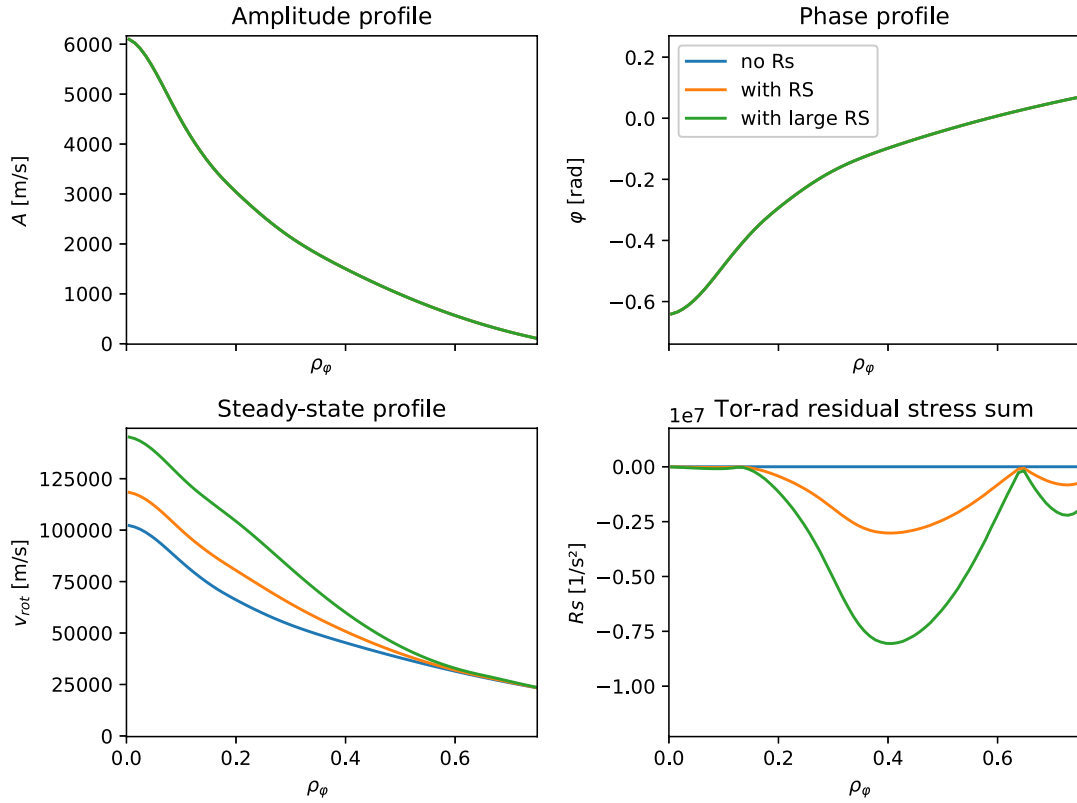 Amplitude profile
6000
5000
4000
3000
2000
1000
0
A [m/s]
ρφ
Phase profile
0.2
0.0
−0.2
−0.4
−0.6
φ [rad]
ρφ
no Rs
with RS
with large RS
Steady-state profile
125000
100000
75000
50000
25000
0
v_rot [m/s]
0.0 0.2 0.4 0.6
ρφ
Tor-rad residual stress sum
1e7
0.00
−0.25
−0.50
−0.75
−1.00
Rs [1/s²]
0.0 0.2 0.4 0.6
ρφ